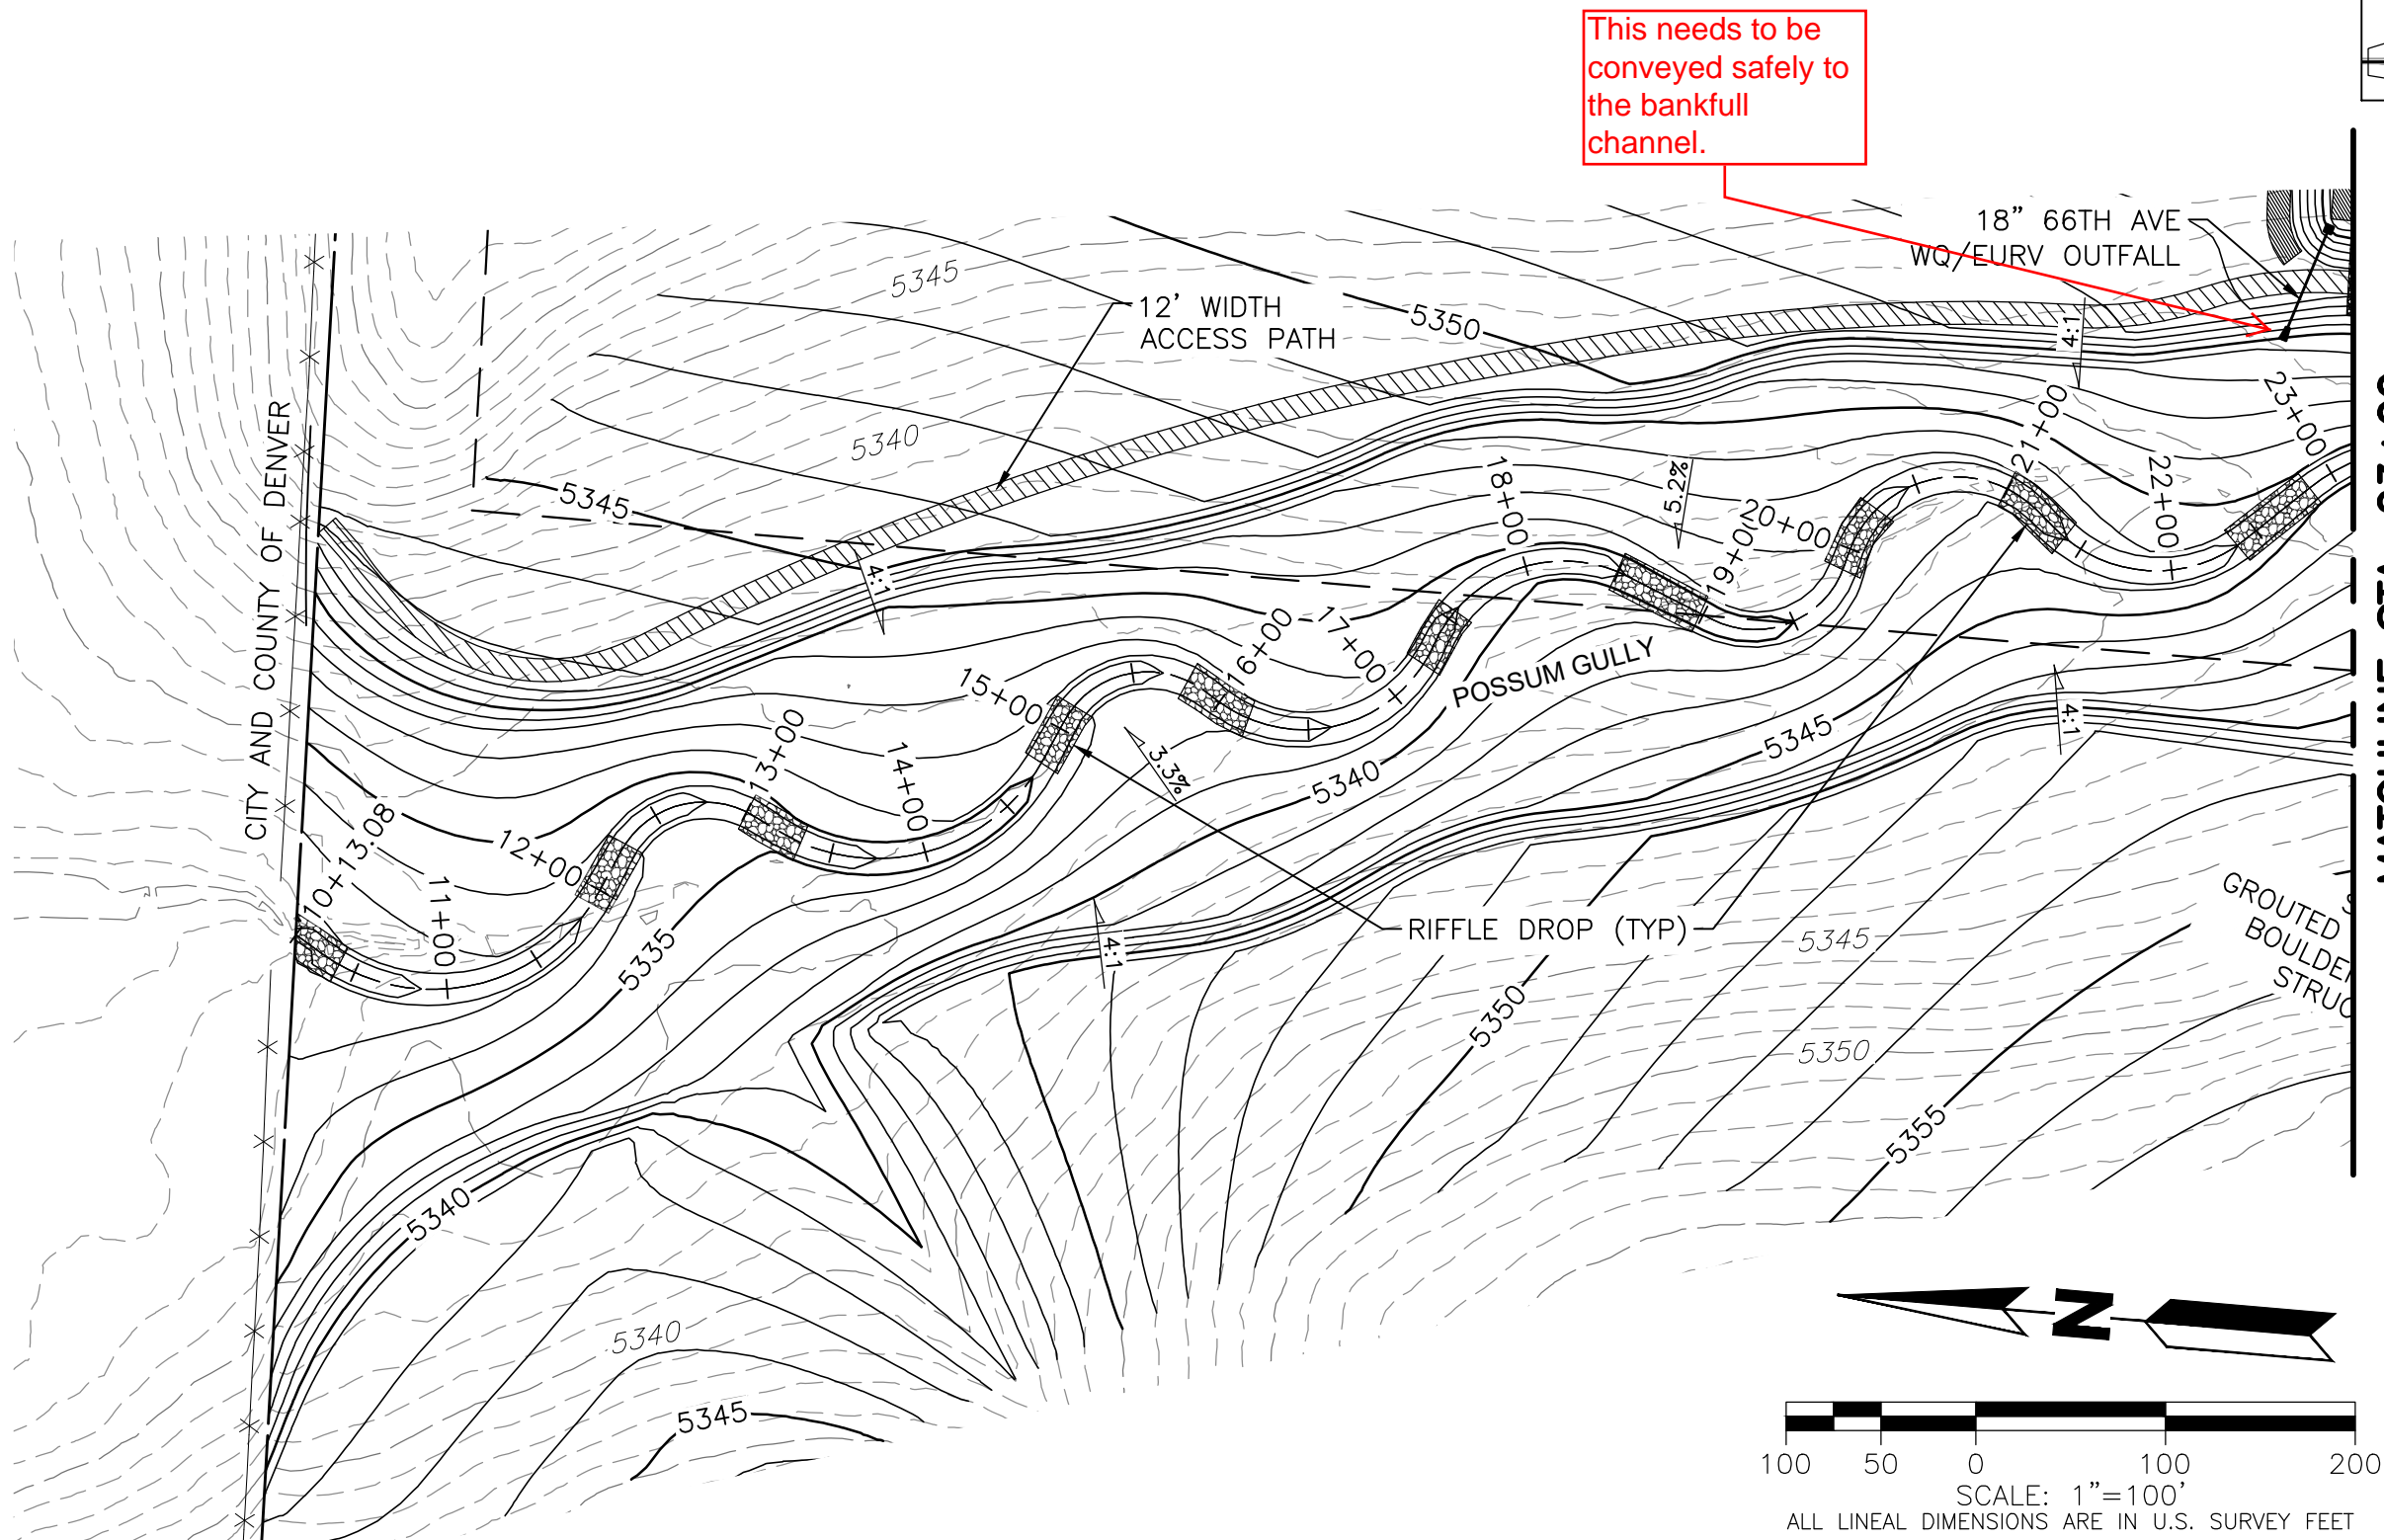 This needs to be
conveyed safely to
the bankfull
channel.
18" 66TH AVE
WQ/EURV OUTFALL
5345
12' WIDTH
ACCESS PATH
5350
4:1
23+00
21+00
CITY AND COUNTY OF DENVER
5340
5345
18+00
5.2%
20+00
22+00
19+00
4:1
16+00
17+00
POSSUM GULLY
15+00
13+00
14+00
3.3%
5345
4:1
5340
10+13.08
12+00
11+00
5335
RIFFLE DROP (TYP)
4:1
5345
GROUTED
5350
5350
5355
5340
5340
5345
N
100 50 0 100 200
SCALE: 1"=100'
ALL LINEAL DIMENSIONS ARE IN U.S. SURVEY FEET